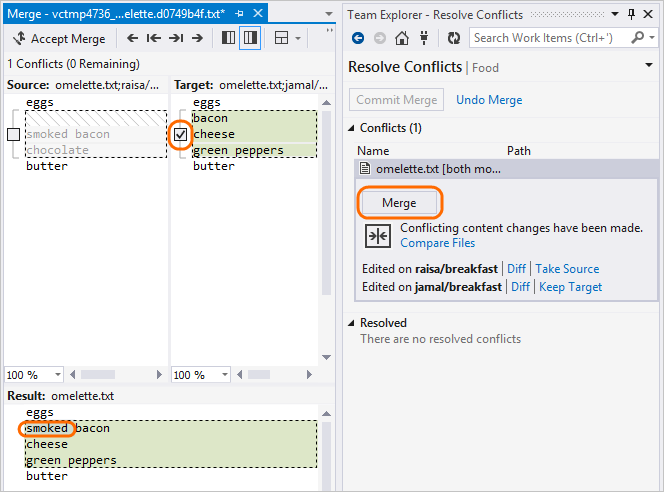 Merge - vctmp4736_...elette.d0749b4f.txt*
Accept Merge
1 Conflicts (0 Remaining)
Source: omelette.txt;raisa/...
eggs
smoked bacon
chocolate
butter
100 %
Target: omelette.txt;jamal/...
eggs
bacon
cheese
green peppers
butter
100 %
Result: omelette.txt
eggs
smoked bacon
cheese
green peppers
butter
Team Explorer - Resolve Conflicts
Search Work Items (Ctrl+')
Resolve Conflicts | Food
Commit Merge Undo Merge
Conflicts (1)
Name Path
omelette.txt [both mo...
Merge
Conflicting content changes have been made.
Compare Files
Edited on raisa/breakfast | Diff | Take Source
Edited on jamal/breakfast | Diff | Keep Target
Resolved
There are no resolved conflicts